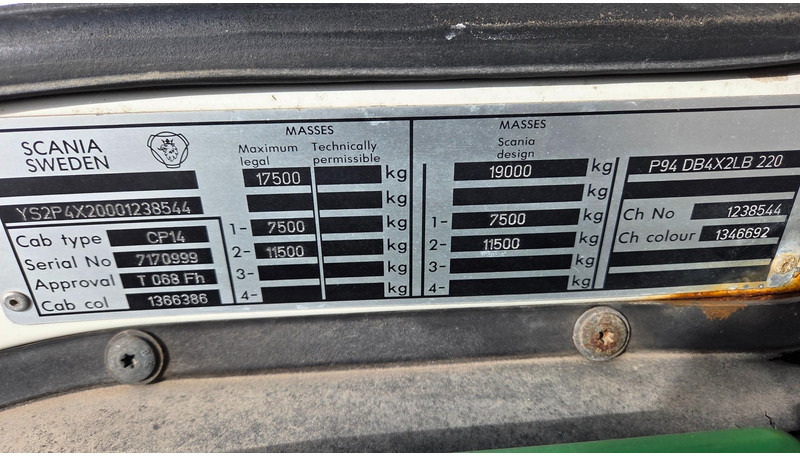 SCANIA
SWEDEN
YS2P4X20001238544
Cab type CP14
Serial No 7170999
Approval T 068 Fh
Cab col 1366386
MASSES
Maximum legal Technically permissible
17500 kg
kg
1- 7500 kg
2- 11500 kg
3- kg
4- kg
MASSES
Scania design
19000 kg
kg
1- 7500 kg
2- 11500 kg
3- kg
4- kg
P94 DB4X2LB 220
Ch No 1238544
Ch colour 1346692